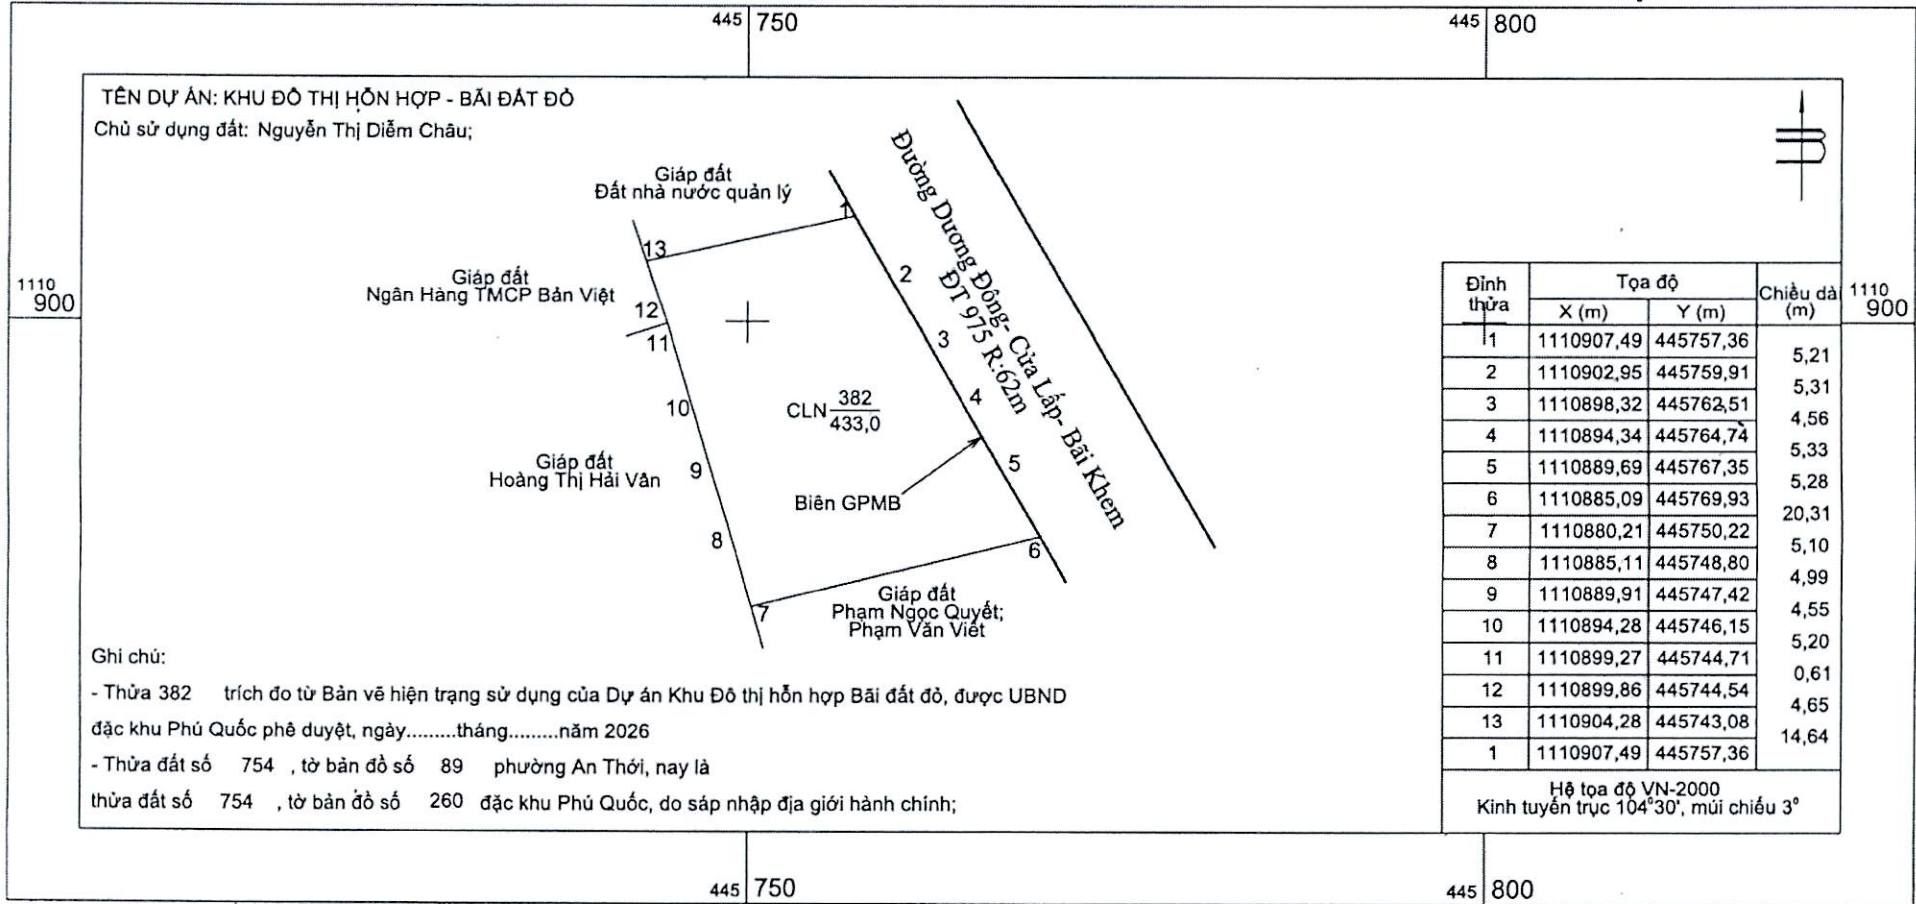 445 750
445 800
TÊN DỰ ÁN: KHU ĐÔ THỊ HỖN HỢP - BÃI ĐẤT ĐỎ
Chủ sử dụng đất: Nguyễn Thị Diễm Châu;
Giáp đất
Đất nhà nước quản lý
Đường Dương Đông- Cửa Lấp- Bãi Khem
ĐT 975 R:62m
1
13
2
Giáp đất
Ngân Hàng TMCP Bản Việt
12
11
3
1110
900
1110
900
10
CLN 382
433,0
4
Giáp đất
Hoàng Thị Hải Vân
9
5
Biên GPMB
8
6
7
Giáp đất
Phạm Ngọc Quyết;
Phạm Văn Viết
Đỉnh thửa Tọa độ Chiều dà (m)
X (m) Y (m)
1 1110907,49 445757,36
5,21
2 1110902,95 445759,91
5,31
3 1110898,32 445762,51
4,56
4 1110894,34 445764,74
5,33
5 1110889,69 445767,35
5,28
6 1110885,09 445769,93
20,31
7 1110880,21 445750,22
5,10
8 1110885,11 445748,80
4,99
9 1110889,91 445747,42
4,55
10 1110894,28 445746,15
5,20
11 1110899,27 445744,71
0,61
12 1110899,86 445744,54
4,65
13 1110904,28 445743,08
14,64
1 1110907,49 445757,36
Hệ tọa độ VN-2000
Kinh tuyến trục 104°30', múi chiếu 3°
Ghi chú:
- Thửa 382 trích đo từ Bản vẽ hiện trạng sử dụng của Dự án Khu Đô thị hỗn hợp Bãi đất đỏ, được UBND
đặc khu Phú Quốc phê duyệt, ngày.........tháng.........năm 2026
- Thửa đất số 754 , tờ bản đồ số 89 phường An Thới, nay là
thửa đất số 754 , tờ bản đồ số 260 đặc khu Phú Quốc, do sáp nhập địa giới hành chính;
445 750
445 800